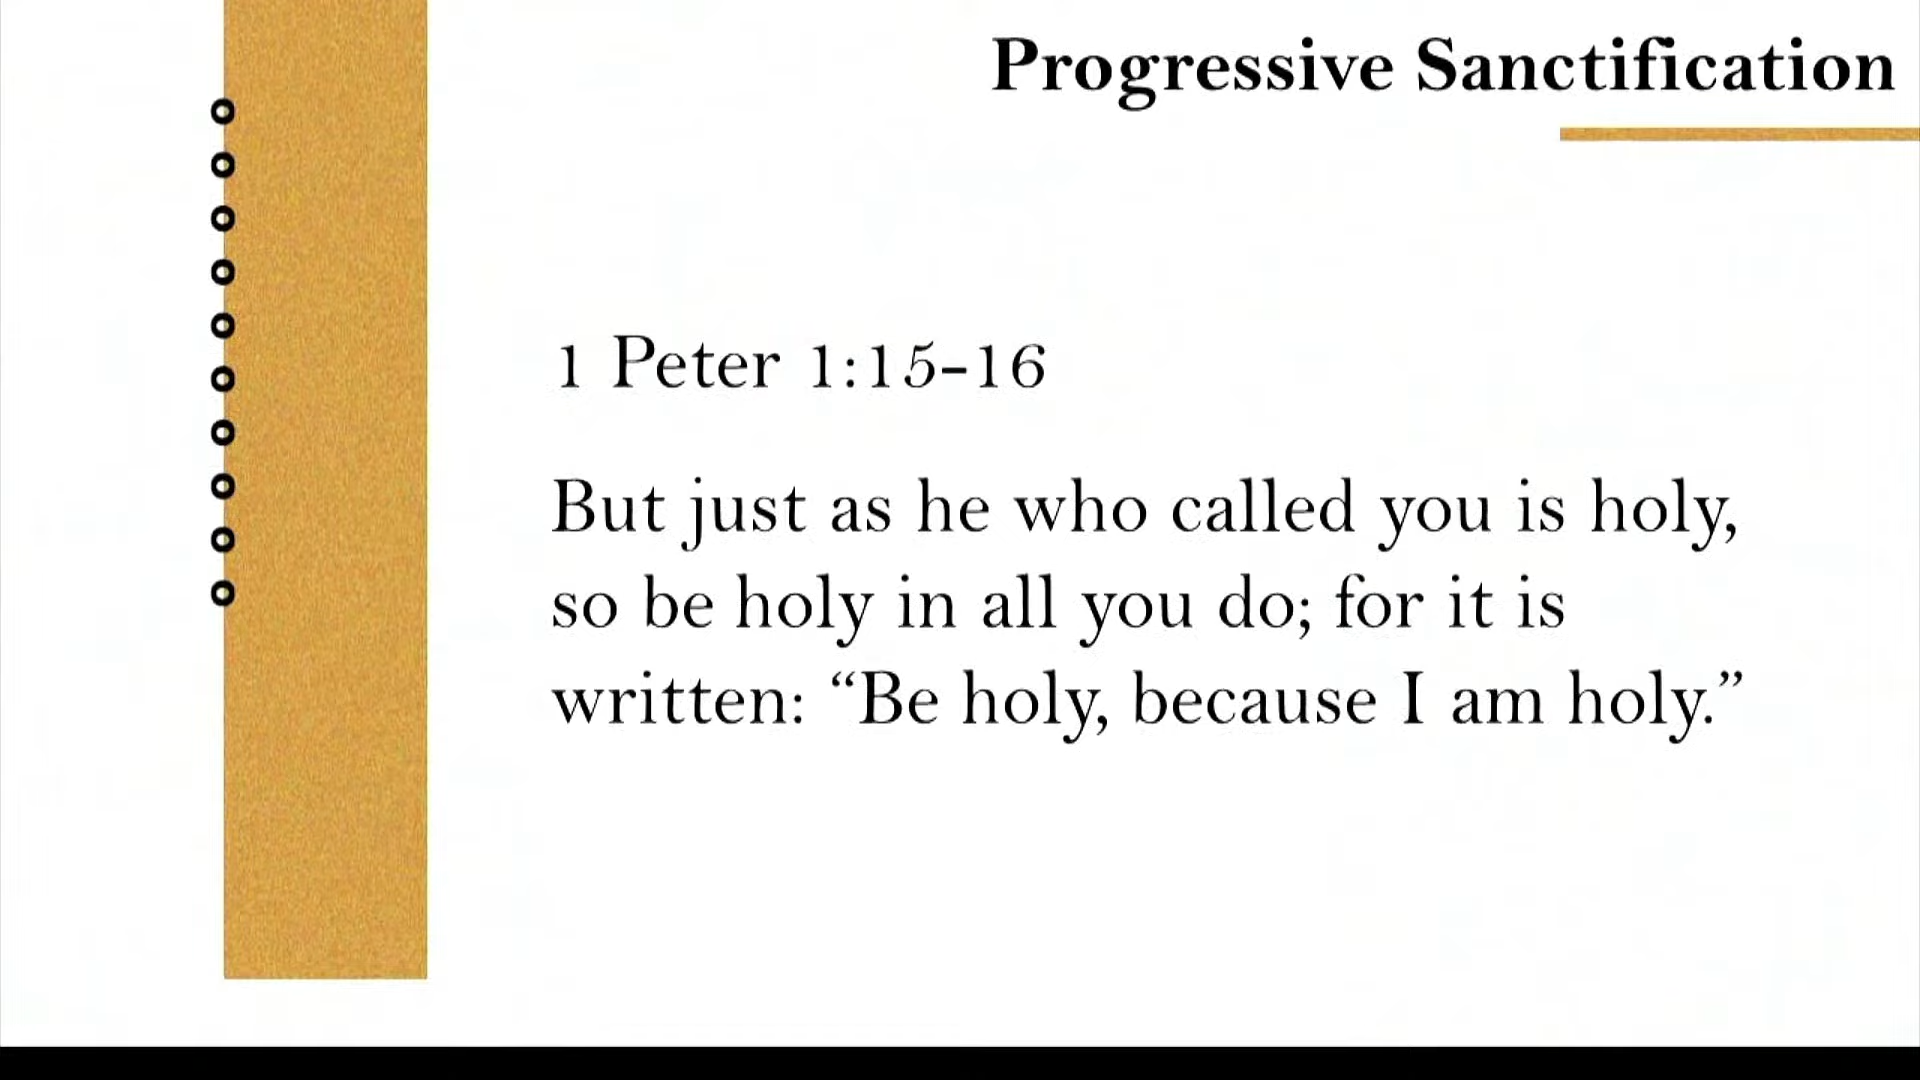 Progressive Sanctification
1 Peter 1:15-16
But just as he who called you is holy,
so be holy in all you do; for it is
written: “Be holy, because I am holy.”